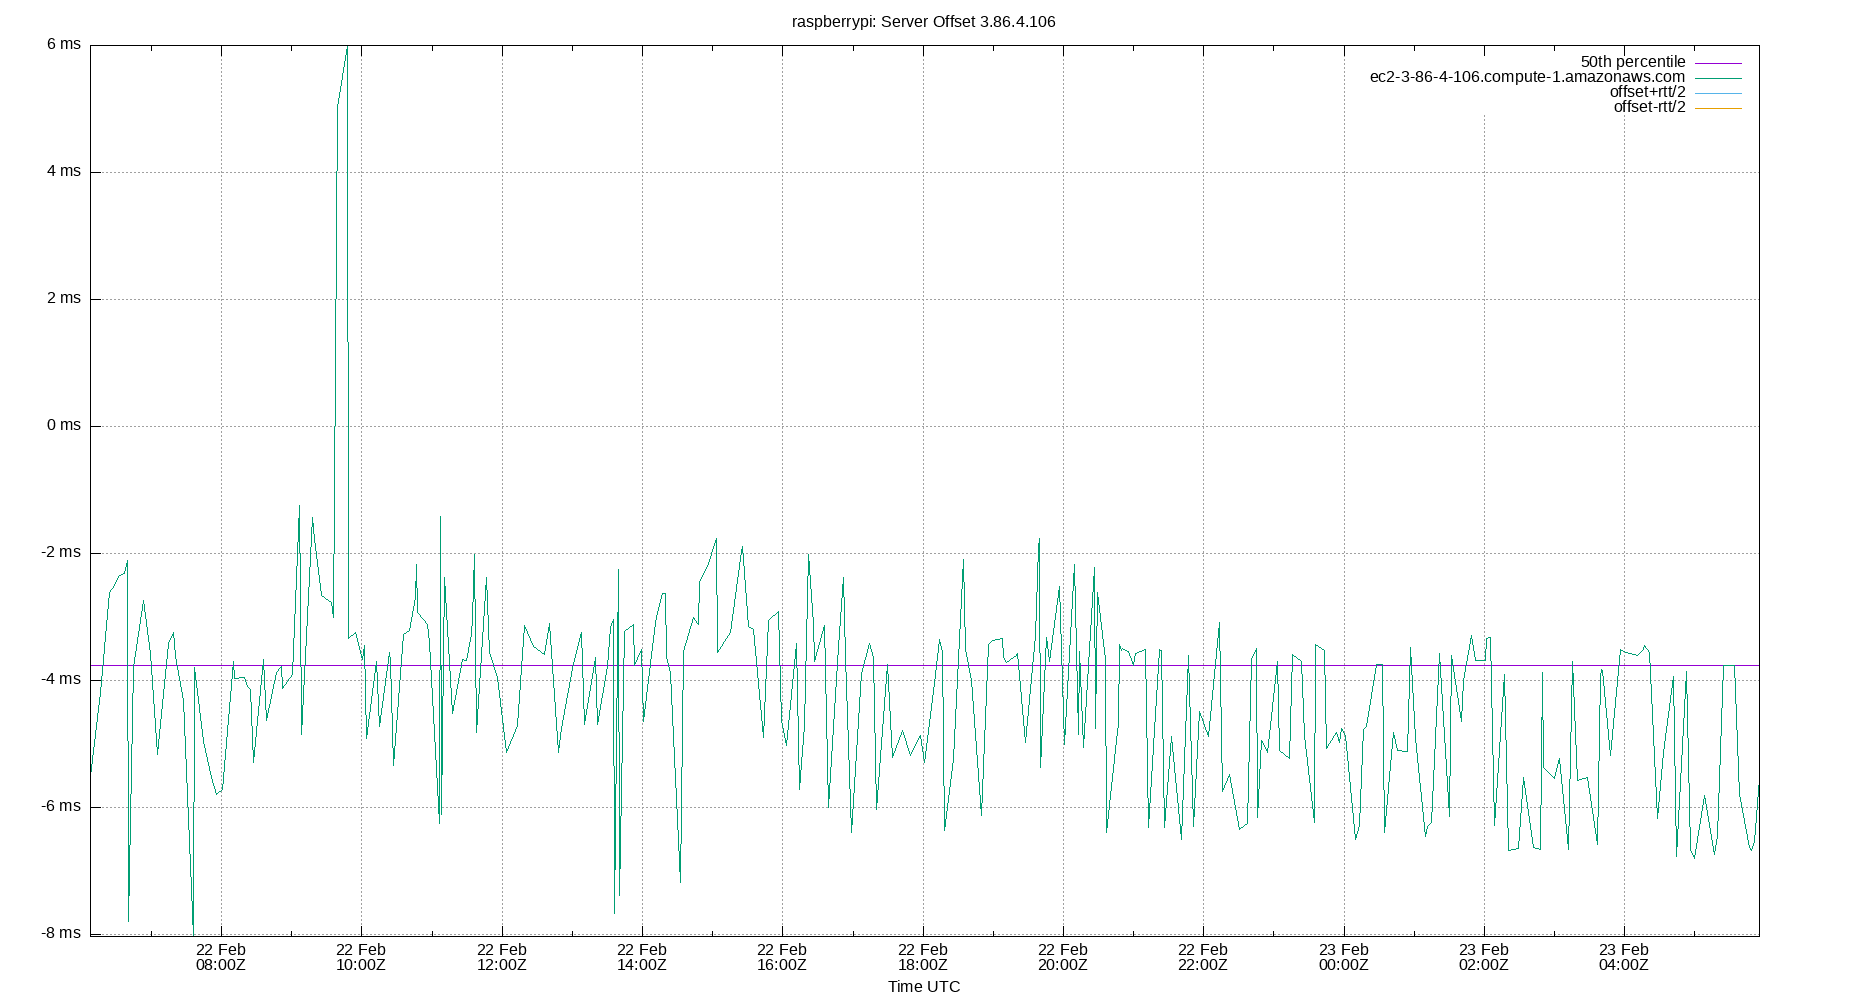 raspberrypi: Server Offset 3.86.4.106
6 ms
4 ms
2 ms
0 ms
-2 ms
-4 ms
-6 ms
-8 ms
50th percentile
ec2-3-86-4-106.compute-1.amazonaws.com
offset+rtt/2
offset-rtt/2
22 Feb 22 Feb 22 Feb 22 Feb 22 Feb 22 Feb 22 Feb 22 Feb 23 Feb 23 Feb 23 Feb
08:00Z 10:00Z 12:00Z 14:00Z 16:00Z 18:00Z 20:00Z 22:00Z 00:00Z 02:00Z 04:00Z
Time UTC